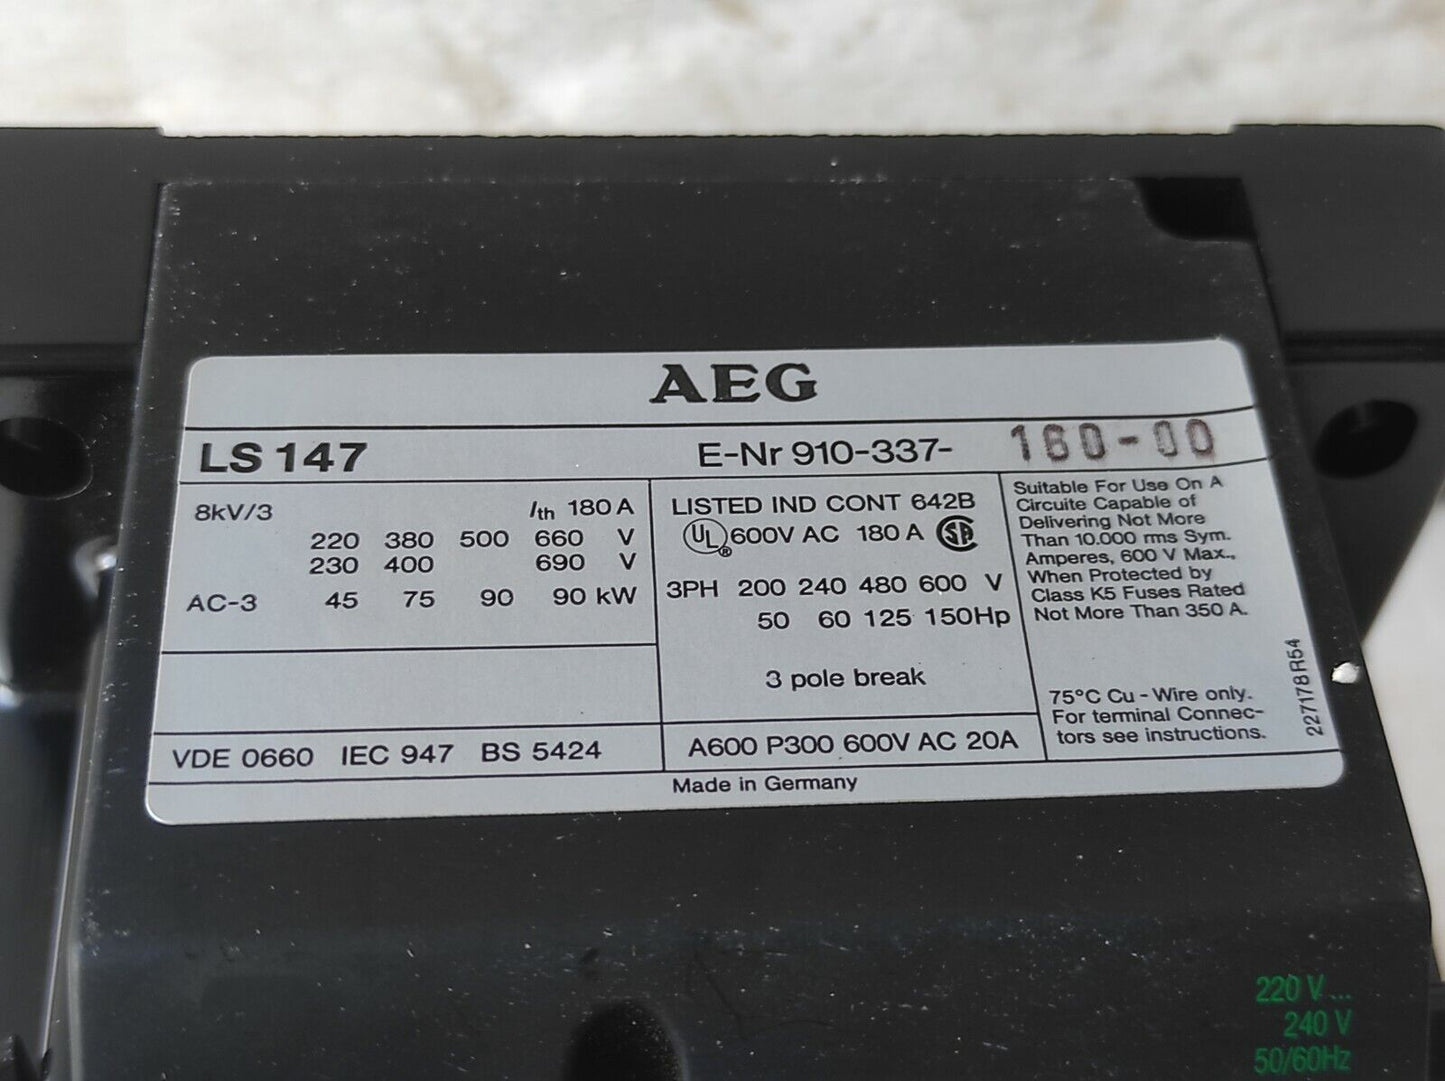 AEG
LS 147 E-Nr 910-337- 160-00
8kV/3 Ith 180 A
220 380 500 660 V
230 400 690 V
AC-3 45 75 90 90 kW
VDE 0660 IEC 947 BS 5424
LISTED IND CONT 642B
UL ® 600V AC 180 A SA
3PH 200 240 480 600 V
50 60 125 150Hp
3 pole break
A600 P300 600V AC 20A
Suitable For Use On A
Circuite Capable of
Delivering Not More
Than 10.000 rms Sym.
Amperes, 600 V Max.,
When Protected by
Class K5 Fuses Rated
Not More Than 350 A.
75°C Cu - Wire only.
For terminal Connec-
tors see instructions.
227178R54
Made in Germany
220 V...
240 V
50/60Hz